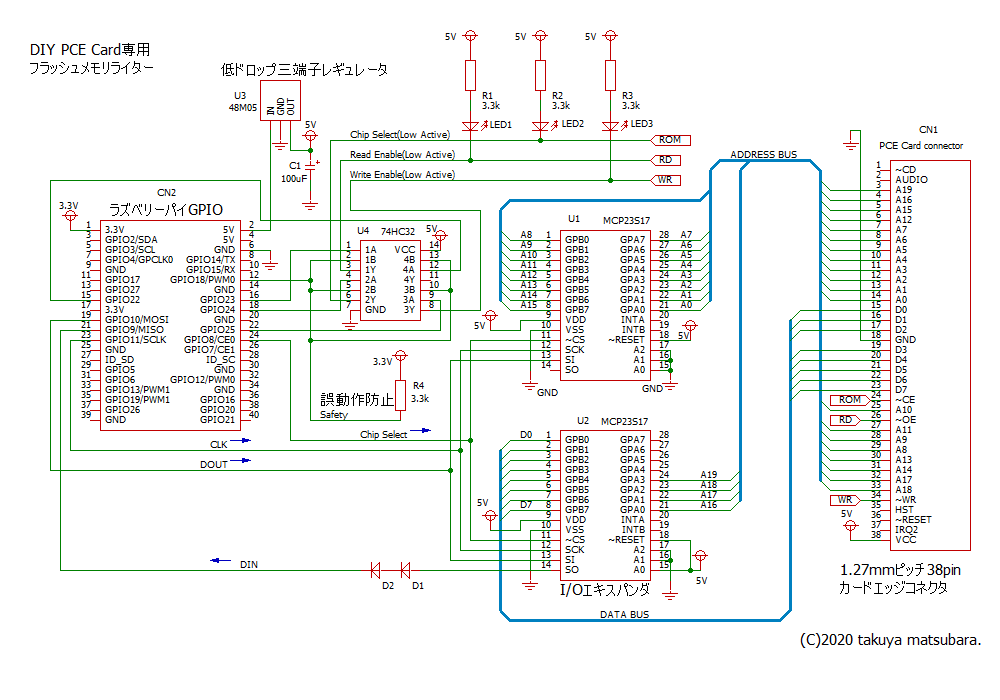 DIY PCE Card専用
フラッシュメモリライター
低ドロップ三端子レギュレータ
U3
48M05
IN
GND
OUT
5V
C1
+
100uF
5V
5V
5V
R1
3.3k
R2
3.3k
R3
3.3k
LED1
LED2
LED3
Chip Select(Low Active)
Read Enable(Low Active)
Write Enable(Low Active)
ROM
RD
WR
ADDRESS BUS
CN1
PCE Card connector
1 ~CD
2 AUDIO
3 A19
4 A16
5 A15
6 A12
7 A7
8 A6
9 A5
10 A4
11 A3
12 A2
13 A1
14 A0
15 D0
16 D1
17 D2
18 GND
19 D3
20 D4
21 D5
22 D6
23 D7
ROM 24 ~CE
25 A10
RD 26 ~OE
27 A11
28 A9
29 A8
30 A13
31 A14
32 A17
33 A18
WR 34 ~WR
35 HST
36 ~RESET
37 IRQ2
38 VCC
5V
1.27mmピッチ38pin
カードエッジコネクタ
CN2
ラズベリーパイGPIO
3.3V
1 3.3V 5V 2
3 GPIO2/SDA 5V 4
5 GPIO3/SCL GND 6
7 GPIO4/GPCLK0 GPIO14/TX 8
9 GND GPIO15/RX 10
11 GPIO17 GPIO18/PWM0 12
13 GPIO27 GND 14
15 GPIO22 GPIO23 16
17 3.3V GPIO24 18
19 GPIO10/MOSI GND 20
21 GPIO9/MISO GPIO25 22
23 GPIO11/SCLK GPIO8/CE0 24
25 GND GPIO7/CE1 26
27 ID_SD ID_SC 28
29 GPIO5 GND 30
31 GPIO6 GPIO12/PWM0 32
33 GPIO13/PWM1 GND 34
35 GPIO19/PWM1 GPIO16 36
37 GPIO26 GPIO20 38
39 GND GPIO21 40
U4
74HC32
5V
1 1A VCC 14
2 1B 4B 13
3 1Y 4A 12
4 2A 4Y 11
5 2B 3B 10
6 2Y 3A 9
7 GND 3Y 8
3.3V
R4
3.3k
誤動作防止
Safety
Chip Select
CLK
DOUT
DIN
D2
D1
U1
MCP23S17
A8 1 GPB0 GPA7 28 A7
A9 2 GPB1 GPA6 27 A6
A10 3 GPB2 GPA5 26 A5
A11 4 GPB3 GPA4 25 A4
A12 5 GPB4 GPA3 24 A3
A13 6 GPB5 GPA2 23 A2
A14 7 GPB6 GPA1 22 A1
A15 8 GPB7 GPA0 21 A0
9 VDD INTA 20
10 VSS INTB 19
11 ~CS ~RESET 18
12 SCK A2 17
13 SI A1 16
14 SO A0 15
5V
5V
GND
GND
U2
MCP23S17
D0 1 GPB0 GPA7 28
2 GPB1 GPA6 27
3 GPB2 GPA5 26
4 GPB3 GPA4 25
5 GPB4 GPA3 24 A19
6 GPB5 GPA2 23 A18
7 GPB6 GPA1 22 A17
D7 8 GPB7 GPA0 21 A16
9 VDD INTA 20
10 VSS INTB 19
11 ~CS ~RESET 18
12 SCK A2 17
13 SI A1 16
14 SO A0 15
5V
5V
I/Oエキスパンダ
DATA BUS
(C)2020 takuya matsubara.